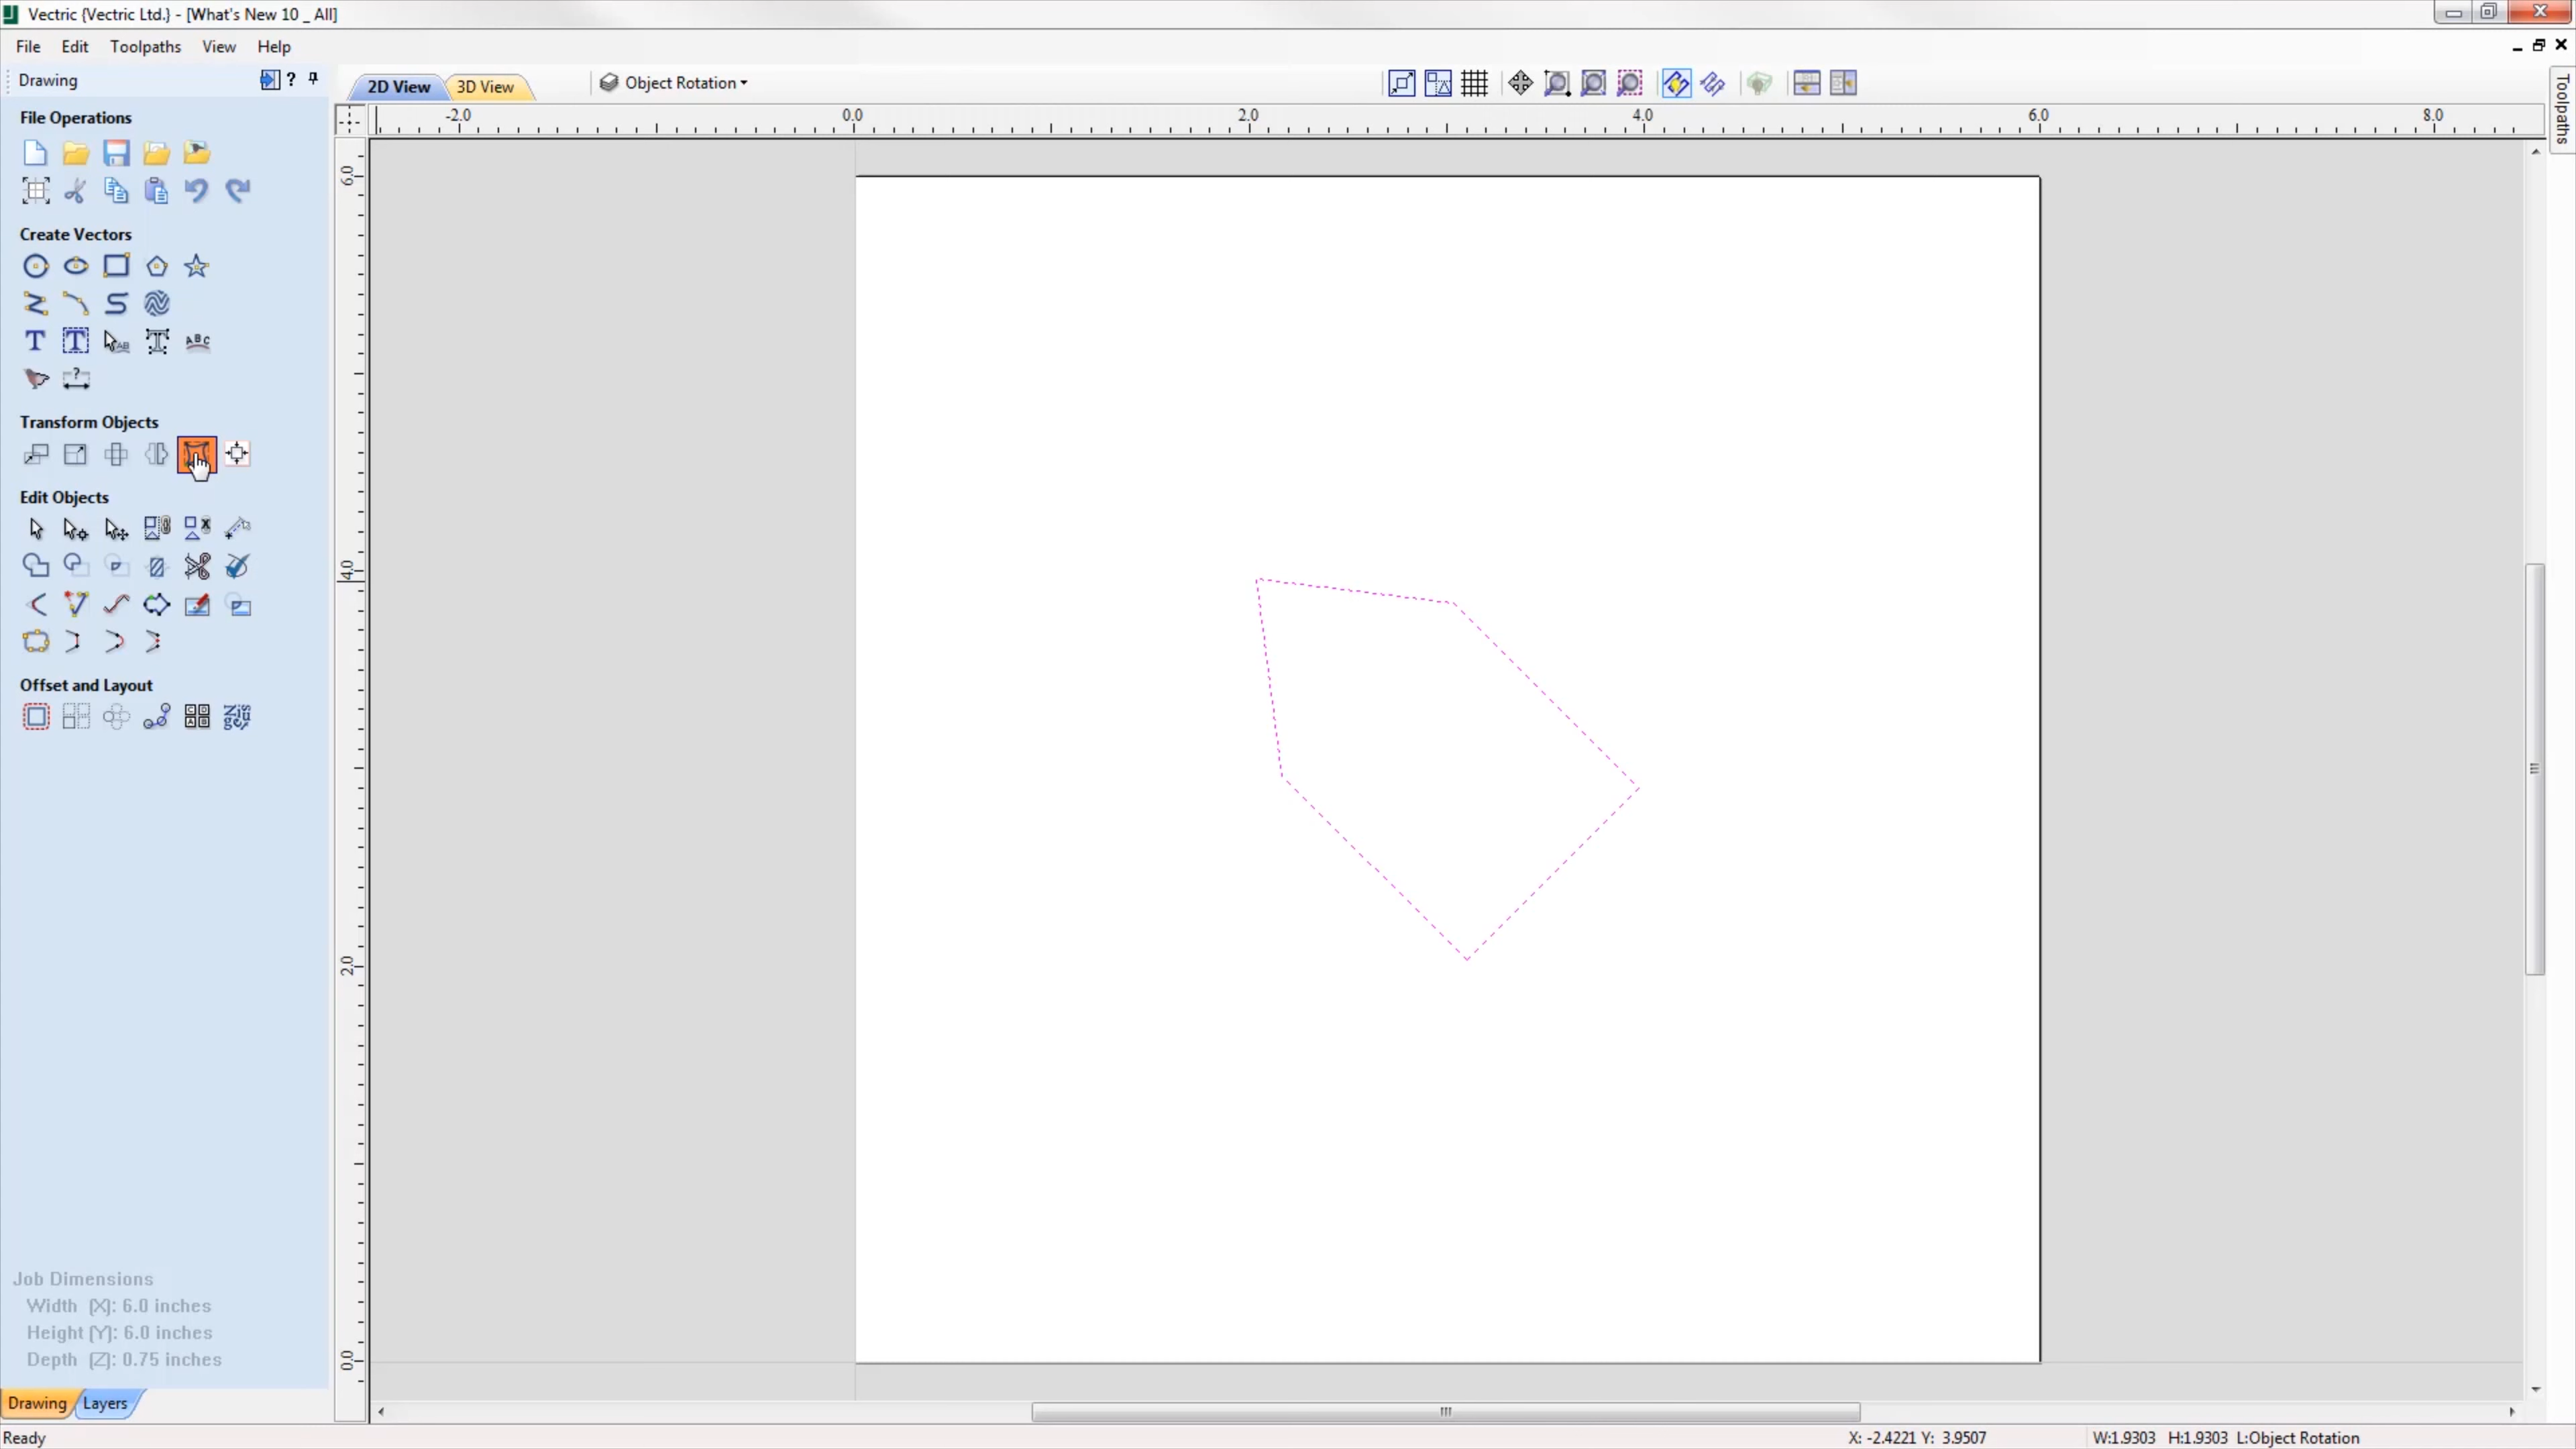 Vectric {Vectric Ltd.} - [What's New 10 _ All]
File Edit Toolpaths View Help
Drawing ?
2D View 3D View Object Rotation
Toolpaths
File Operations
-2.0 0.0 2.0 4.0 6.0 8.0
6.0
Create Vectors
T T AB T ABC
?
Transform Objects
Edit Objects
4.0
Offset and Layout
2.0
Job Dimensions
Width (X): 6.0 inches
Height (Y): 6.0 inches
Depth (Z): 0.75 inches
0.0
Drawing Layers
Ready X: -2.4221 Y: 3.9507 W:1.9303 H:1.9303 L:Object Rotation